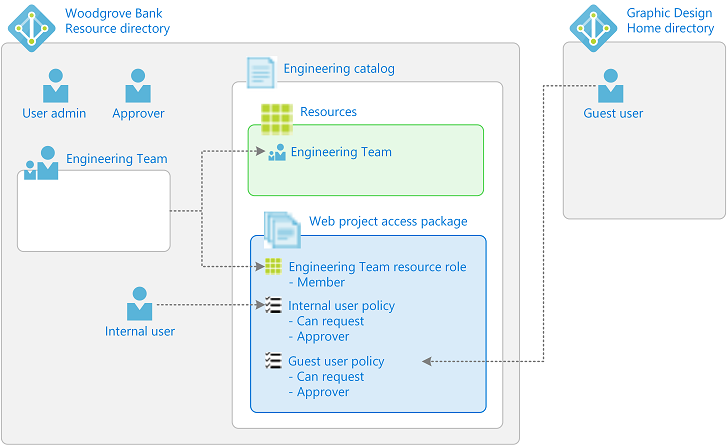 Woodgrove Bank
Resource directory
Graphic Design
Home directory
User admin
Approver
Engineering Team
Internal user
Engineering catalog
Resources
Engineering Team
Web project access package
Engineering Team resource role
- Member
Internal user policy
- Can request
- Approver
Guest user policy
- Can request
- Approver
Guest user